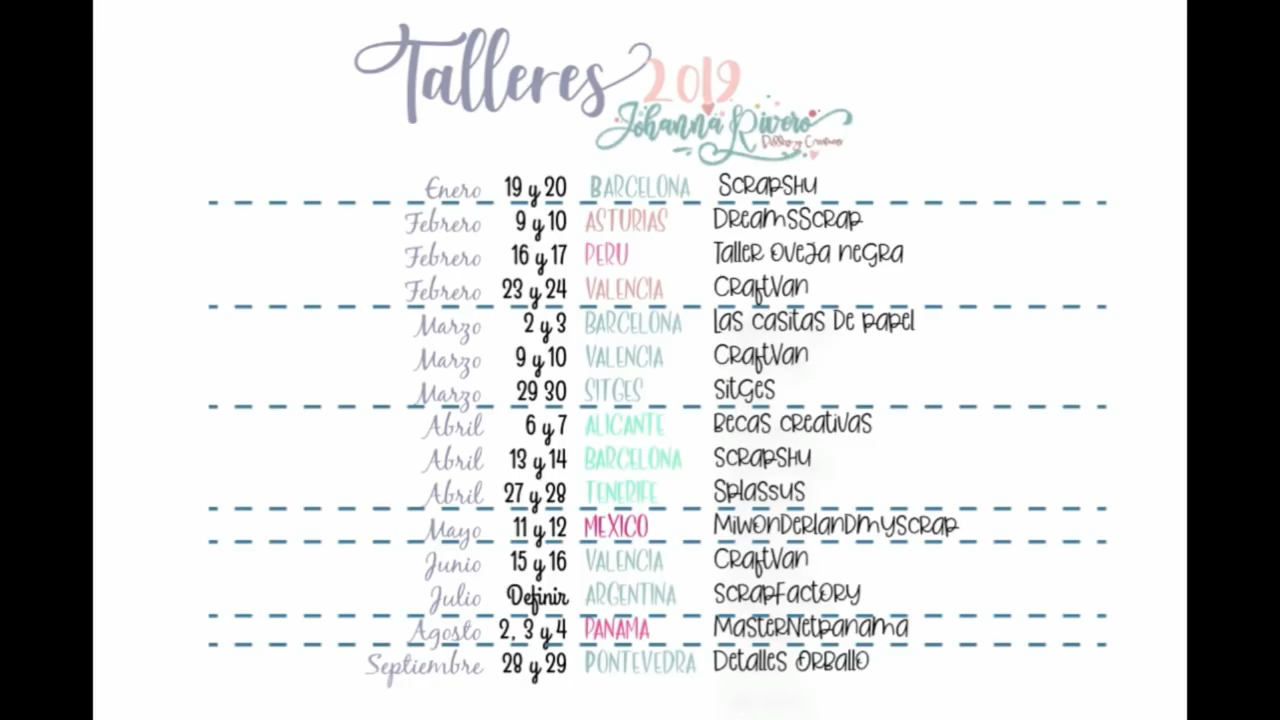 Talleres 2019
Johanna Rivero
Enero 19 y 20 BARCELONA ScrapShu
Febrero 9 y 10 ASTURIAS DreamsScrap
Febrero 16 y 17 PERU Taller oveja negra
Febrero 23 y 24 VALENCIA CraftVan
Marzo 2 y 3 BARCELONA Las casitas De papel
Marzo 9 y 10 VALENCIA CraftVan
Marzo 29 30 SITGES Sitges
Abril 6 y 7 ALICANTE Becas creativas
Abril 13 y 14 BARCELONA ScrapShu
Abril 27 y 28 TENERIFE Splassus
Mayo 11 y 12 MEXICO MiWonDerlanDmyscrap
Junio 15 y 16 VALENCIA CraftVan
Julio Definir ARGENTINA ScrapFactory
Agosto 2, 3 y 4 PANAMA MasterNetpanama
Septiembre 28 y 29 PONTEVEDRA Detalles Orballo